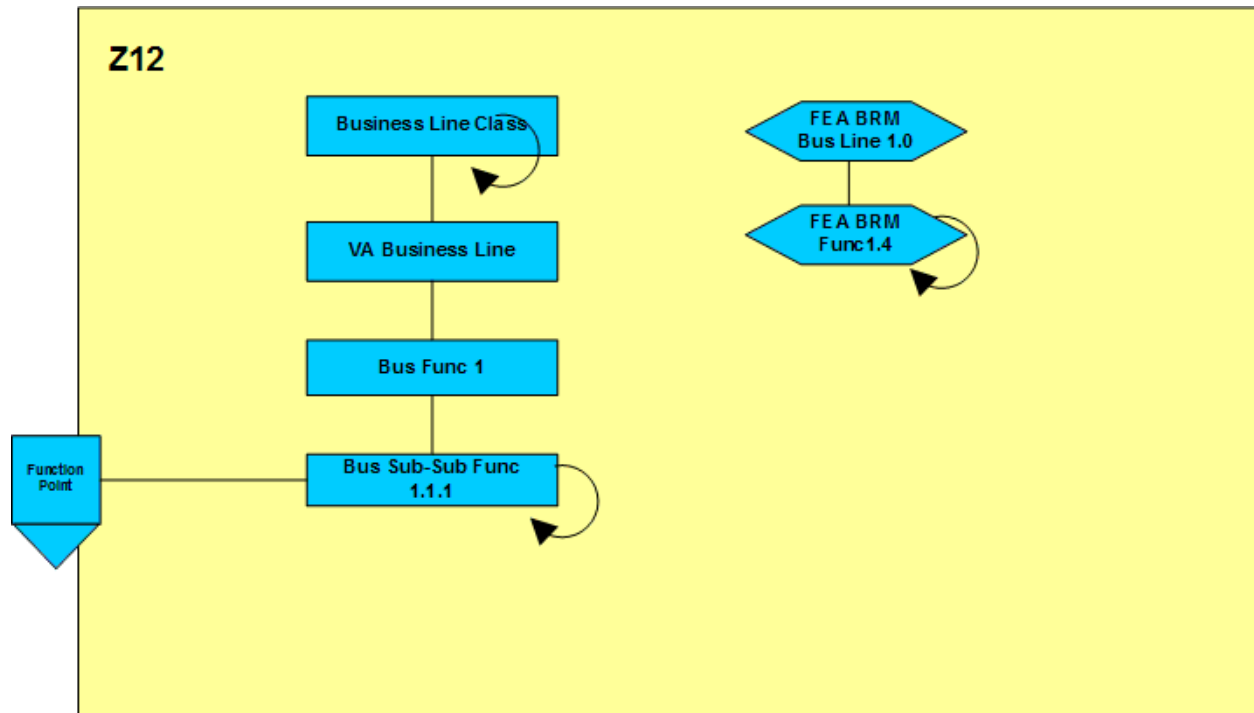 Z12
Business Line Class
VA Business Line
Bus Func 1
Bus Sub-Sub Func
1.1.1
Function
Point
FEA BRM
Bus Line 1.0
FEA BRM
Func1.4